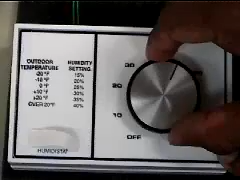 OUTDOOR TEMPERATURE HUMIDITY SETTING
-20°F 15%
-10°F 20%
0°F 25%
+10°F 30%
+20°F 35%
OVER 20°F 40%
30
20
10
OFF
HUMIDISTAT